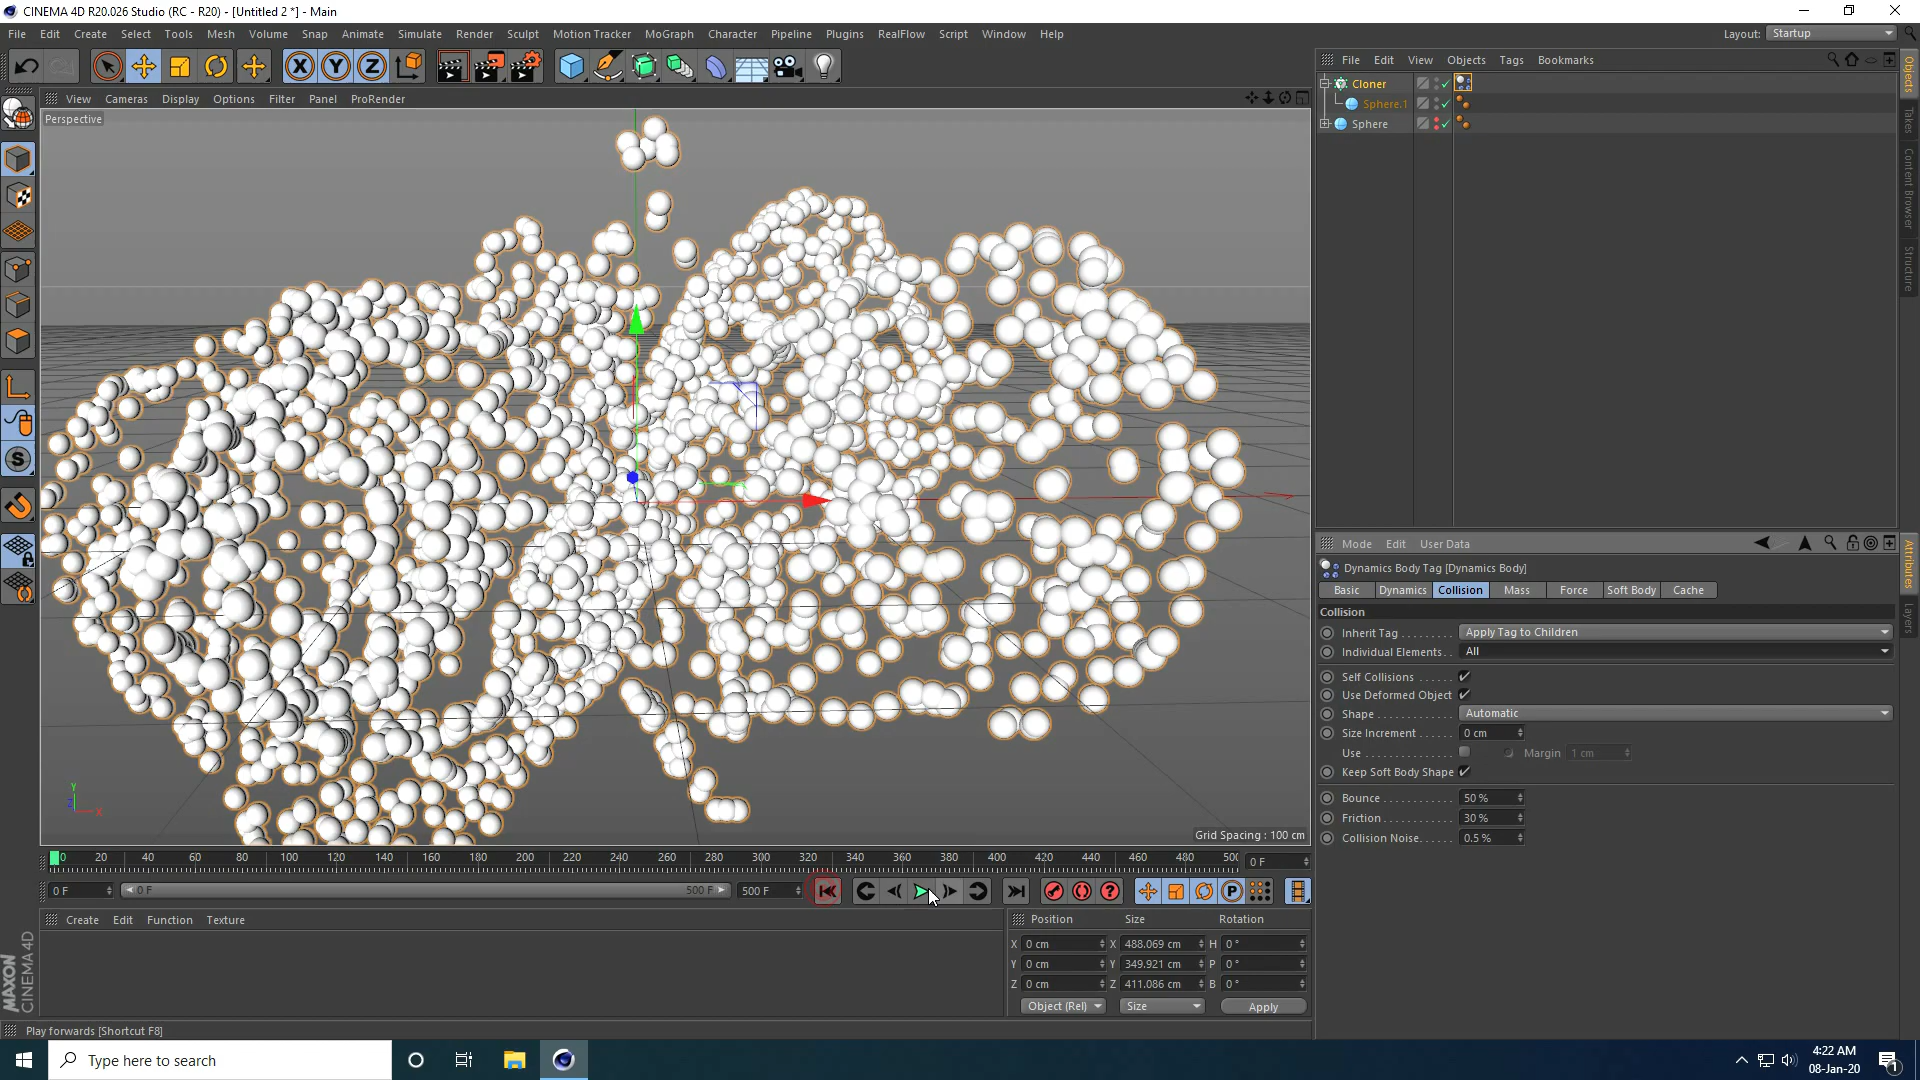 CINEMA 4D R20.026 Studio (RC - R20) - [Untitled 2 *] - Main
File Edit Create Select Tools Mesh Volume Snap Animate Simulate Render Sculpt Motion Tracker MoGraph Character Pipeline Plugins RealFlow Script Window Help
Layout: Startup
X Y Z
View Cameras Display Options Filter Panel ProRender
Perspective
Y
Z X
Grid Spacing : 100 cm
File Edit View Objects Tags Bookmarks
Cloner
Sphere.1
Sphere
Objects
Takes
Content Browser
Structure
Mode Edit User Data
Dynamics Body Tag [Dynamics Body]
Basic Dynamics Collision Mass Force Soft Body Cache
Collision
Inherit Tag Apply Tag to Children
Individual Elements All
Self Collisions
Use Deformed Object
Shape Automatic
Size Increment 0 cm
Use Margin 1 cm
Keep Soft Body Shape
Bounce 50 %
Friction 30 %
Collision Noise 0.5 %
Attributes
Layers
0 20 40 60 80 100 120 140 160 180 200 220 240 260 280 300 320 340 360 380 400 420 440 460 480 500 0 F
0 F 0 F 500 F 500 F
Create Edit Function Texture
Position Size Rotation
X 0 cm X 488.069 cm H 0 °
Y 0 cm Y 349.921 cm P 0 °
Z 0 cm Z 411.086 cm B 0 °
Object (Rel) Size Apply
MAXON
CINEMA 4D
Play forwards [Shortcut F8]
Type here to search
4:22 AM
08-Jan-20
1